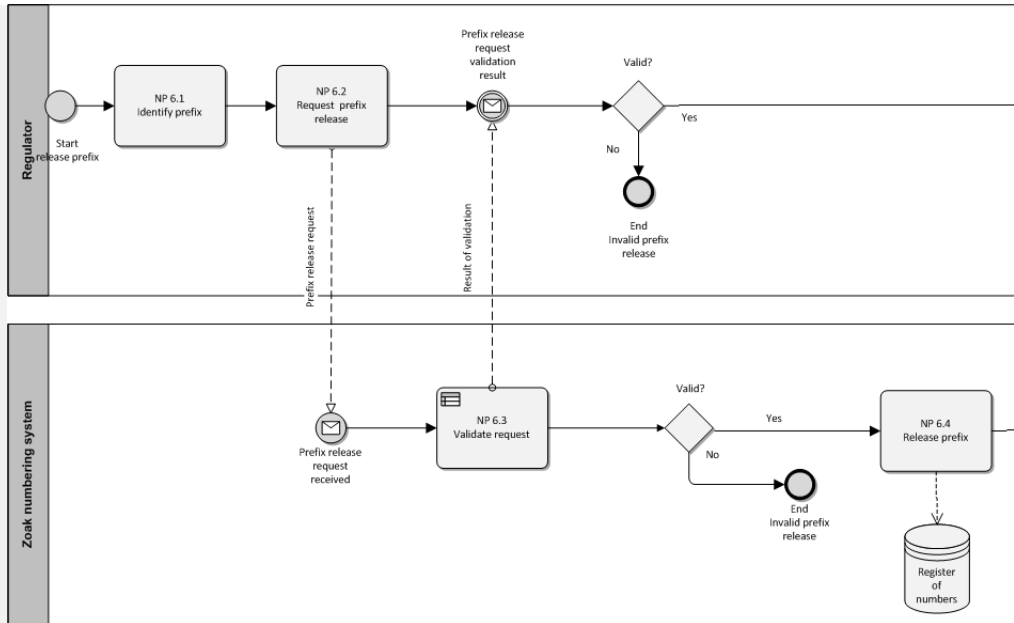 Regulator
Start
release prefix
NP 6.1
Identify prefix
NP 6.2
Request prefix
release
Prefix release
request
validation
result
Valid?
Yes
No
End
Invalid prefix
release
Prefix release request
Result of validation
Zoak numbering system
Prefix release
request
received
NP 6.3
Validate request
Valid?
Yes
No
End
Invalid prefix
release
NP 6.4
Release prefix
Register
of
numbers